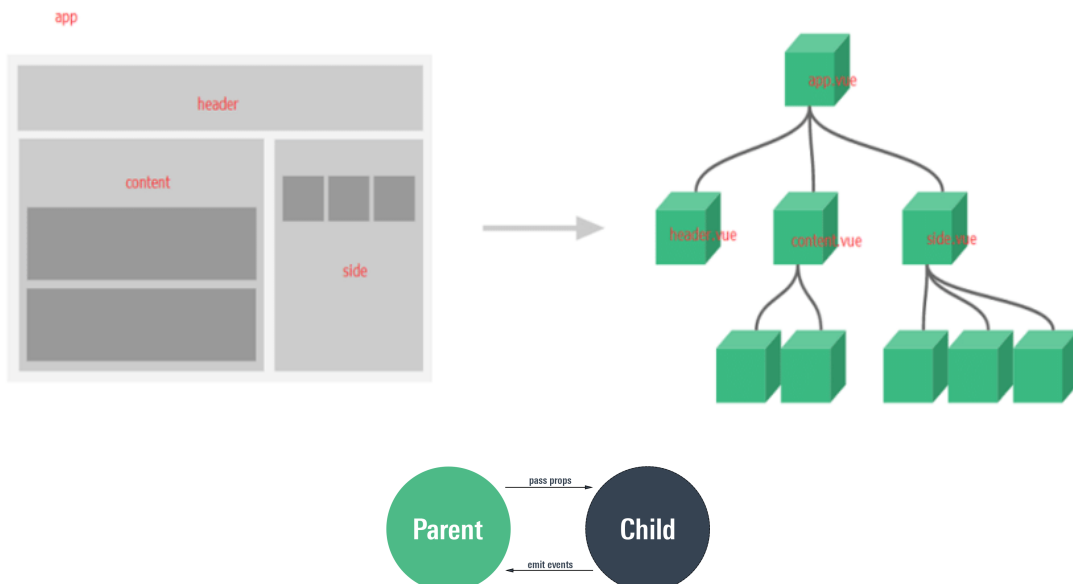 app
header
content
side
app.vue
header.vue
content.vue
side.vue
pass props
Parent
Child
emit events